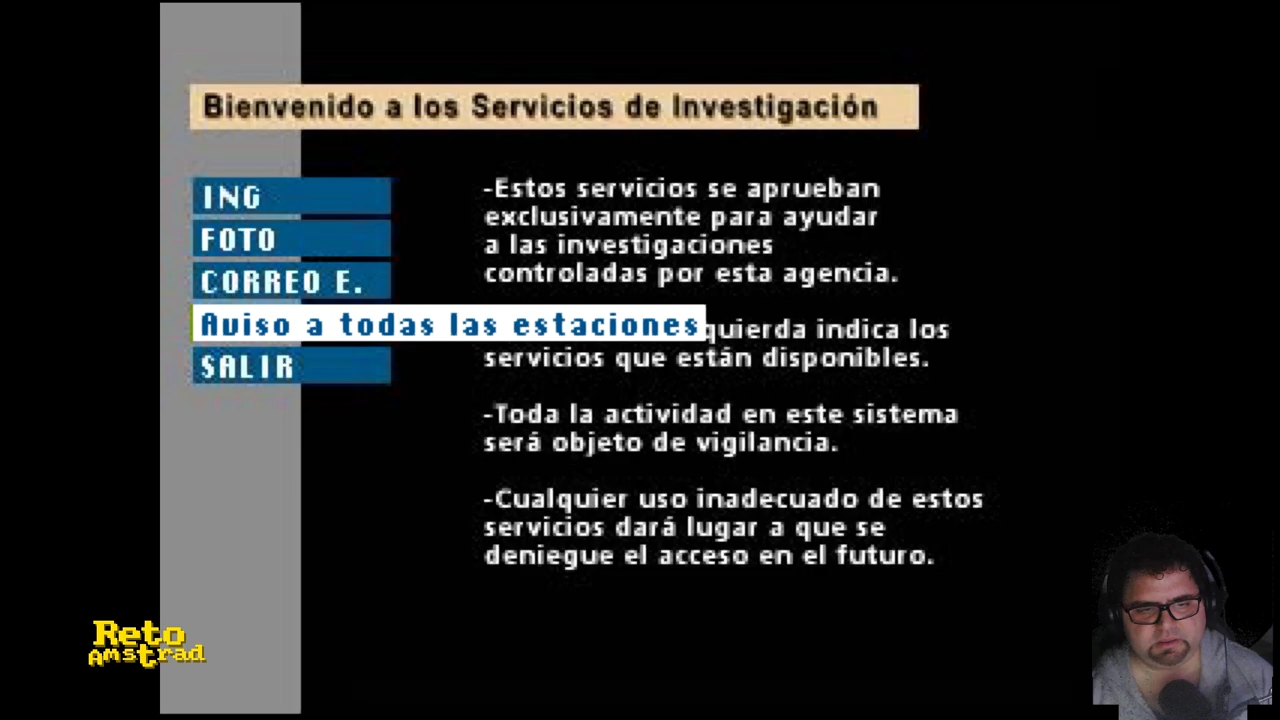 Bienvenido a los Servicios de Investigación
ING
FOTO
CORREO E.
Aviso a todas las estaciones
SALIR
-Estos servicios se aprueban
exclusivamente para ayudar
a las investigaciones
controladas por esta agencia.
quierda indica los
servicios que están disponibles.
-Toda la actividad en este sistema
será objeto de vigilancia.
-Cualquier uso inadecuado de estos
servicios dará lugar a que se
deniegue el acceso en el futuro.
Reto
Amstrad